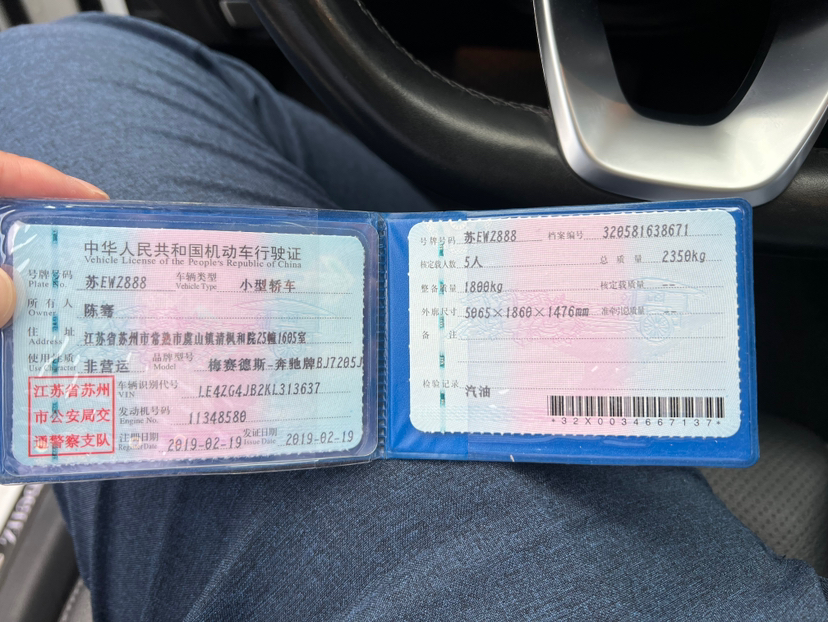 中华人民共和国机动车行驶证
Vehicle License of the People's Republic of China
号牌号码 Plate No. 苏EWZ888 车辆类型 Vehicle Type 小型轿车
所有人 Owner 陈骞
住址 Address 江苏省苏州市常熟市虞山镇清枫和院25幢1605室
使用性质 Use Character 非营运 品牌型号 Model 梅赛德斯-奔驰牌BJ7205J
江苏省苏州
市公安局交
通警察支队
车辆识别代号 VIN LE4ZG4JB2KL313637
发动机号码 Engine No. 11348580
注册日期 Register Date 2019-02-19 发证日期 Issue Date 2019-02-19
号牌号码 苏EWZ888 档案编号 320581638671
核定载人数 5人 总质量 2350kg
整备质量 1800kg 核定载质量 --
外廓尺寸 5065×1860×1476mm 准牵引总质量 --
备注
检验记录 汽油
*32X0034667137*